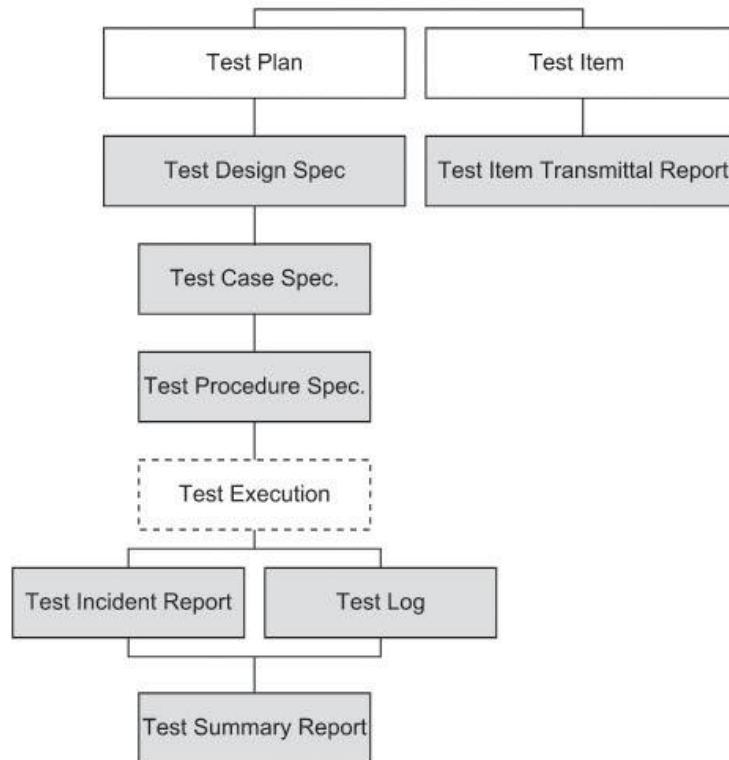 Test Plan
Test Item
Test Design Spec
Test Item Transmittal Report
Test Case Spec.
Test Procedure Spec.
Test Execution
Test Incident Report
Test Log
Test Summary Report